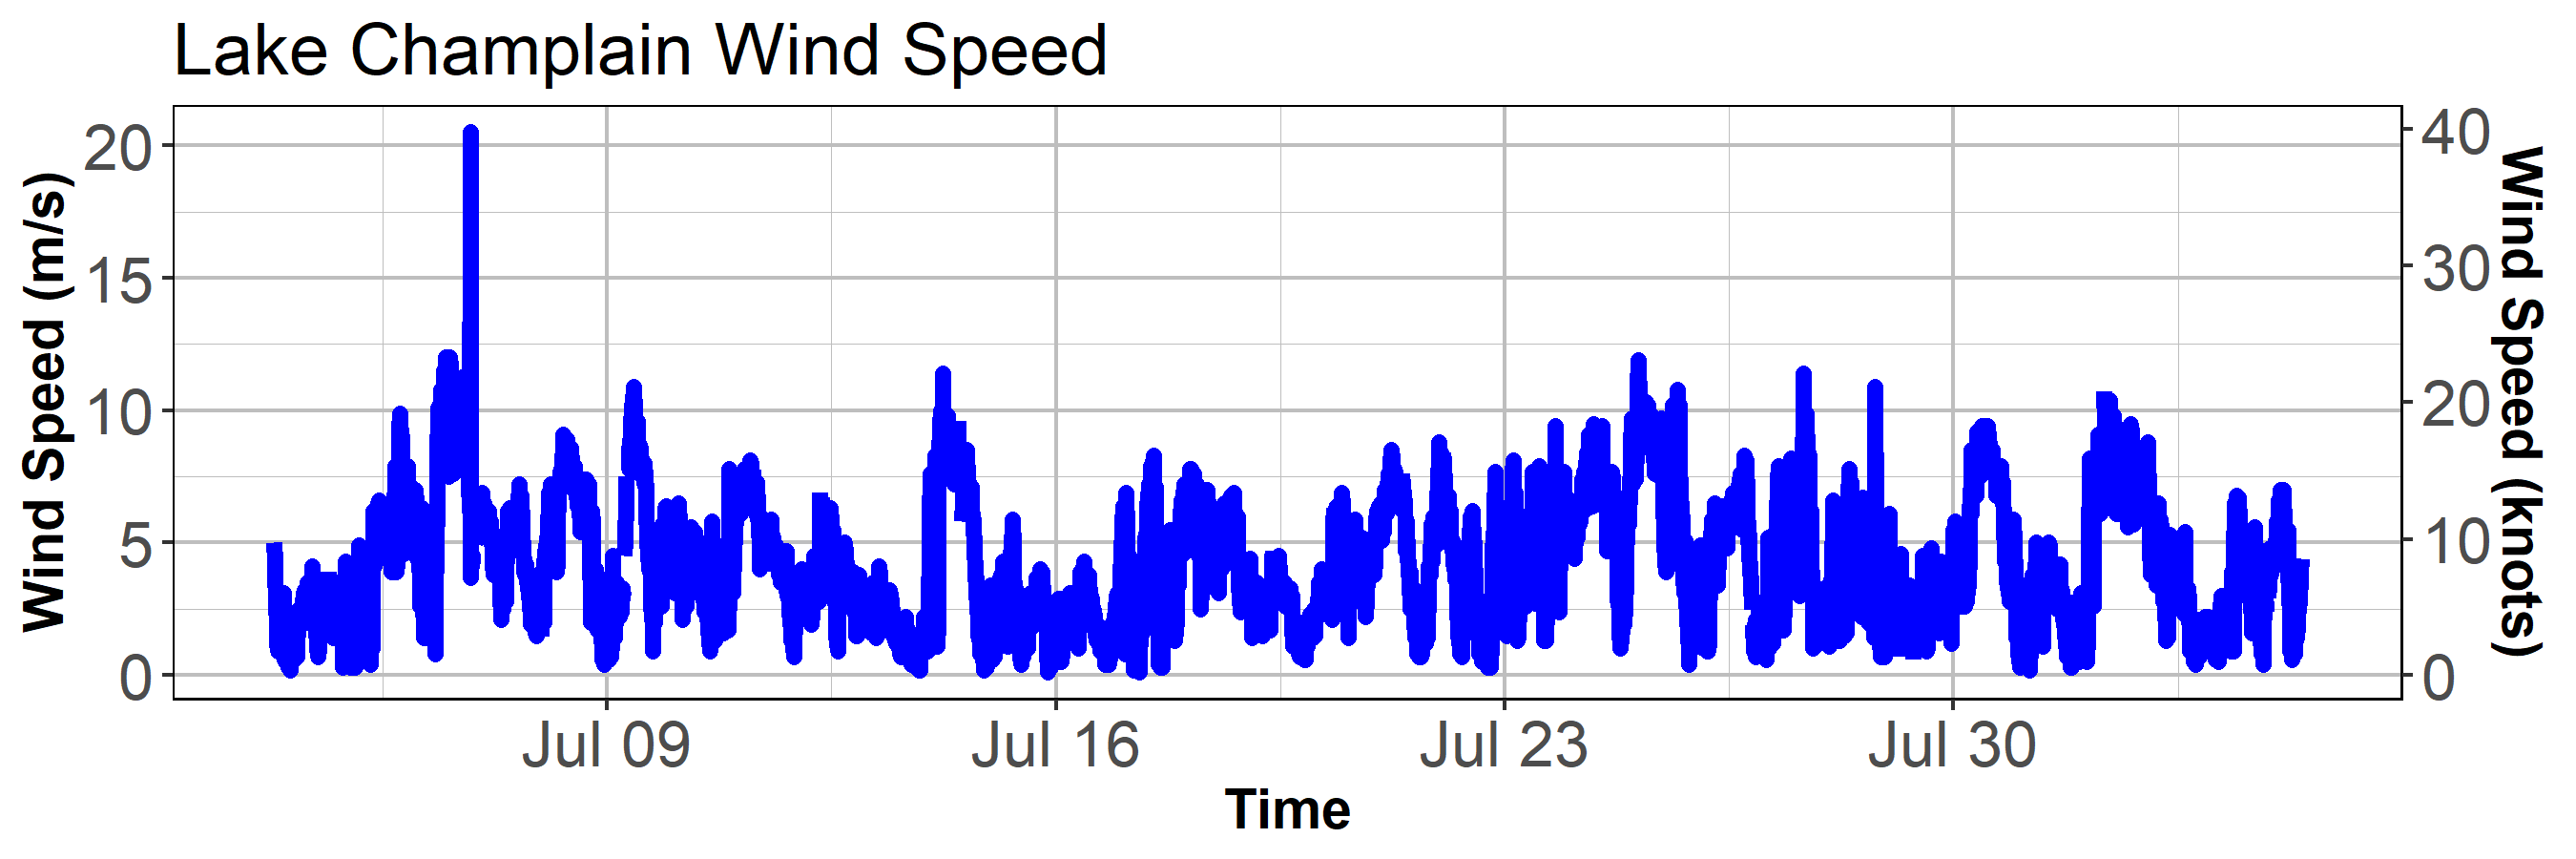 Lake Champlain Wind Speed
Wind Speed (m/s)
20
15
10
5
0
40
30
20
10
0
Wind Speed (knots)
Jul 09 Jul 16 Jul 23 Jul 30
Time